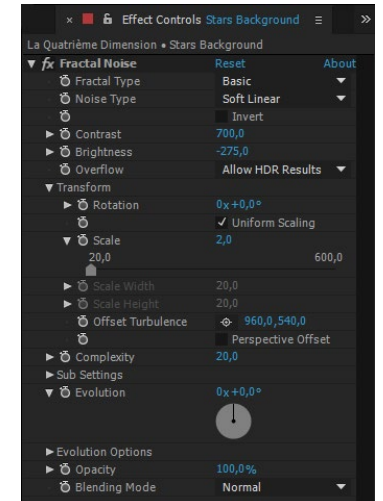 Effect Controls Stars Background
La Quatrième Dimension • Stars Background
fx Fractal Noise Reset About
Fractal Type Basic
Noise Type Soft Linear
Invert
Contrast 700,0
Brightness -275,0
Overflow Allow HDR Results
Transform
Rotation 0x+0,0°
Uniform Scaling
Scale 2,0
20,0 600,0
Scale Width 20,0
Scale Height 20,0
Offset Turbulence 960,0,540,0
Perspective Offset
Complexity 20,0
Sub Settings
Evolution 0x+0,0°
Evolution Options
Opacity 100,0%
Blending Mode Normal